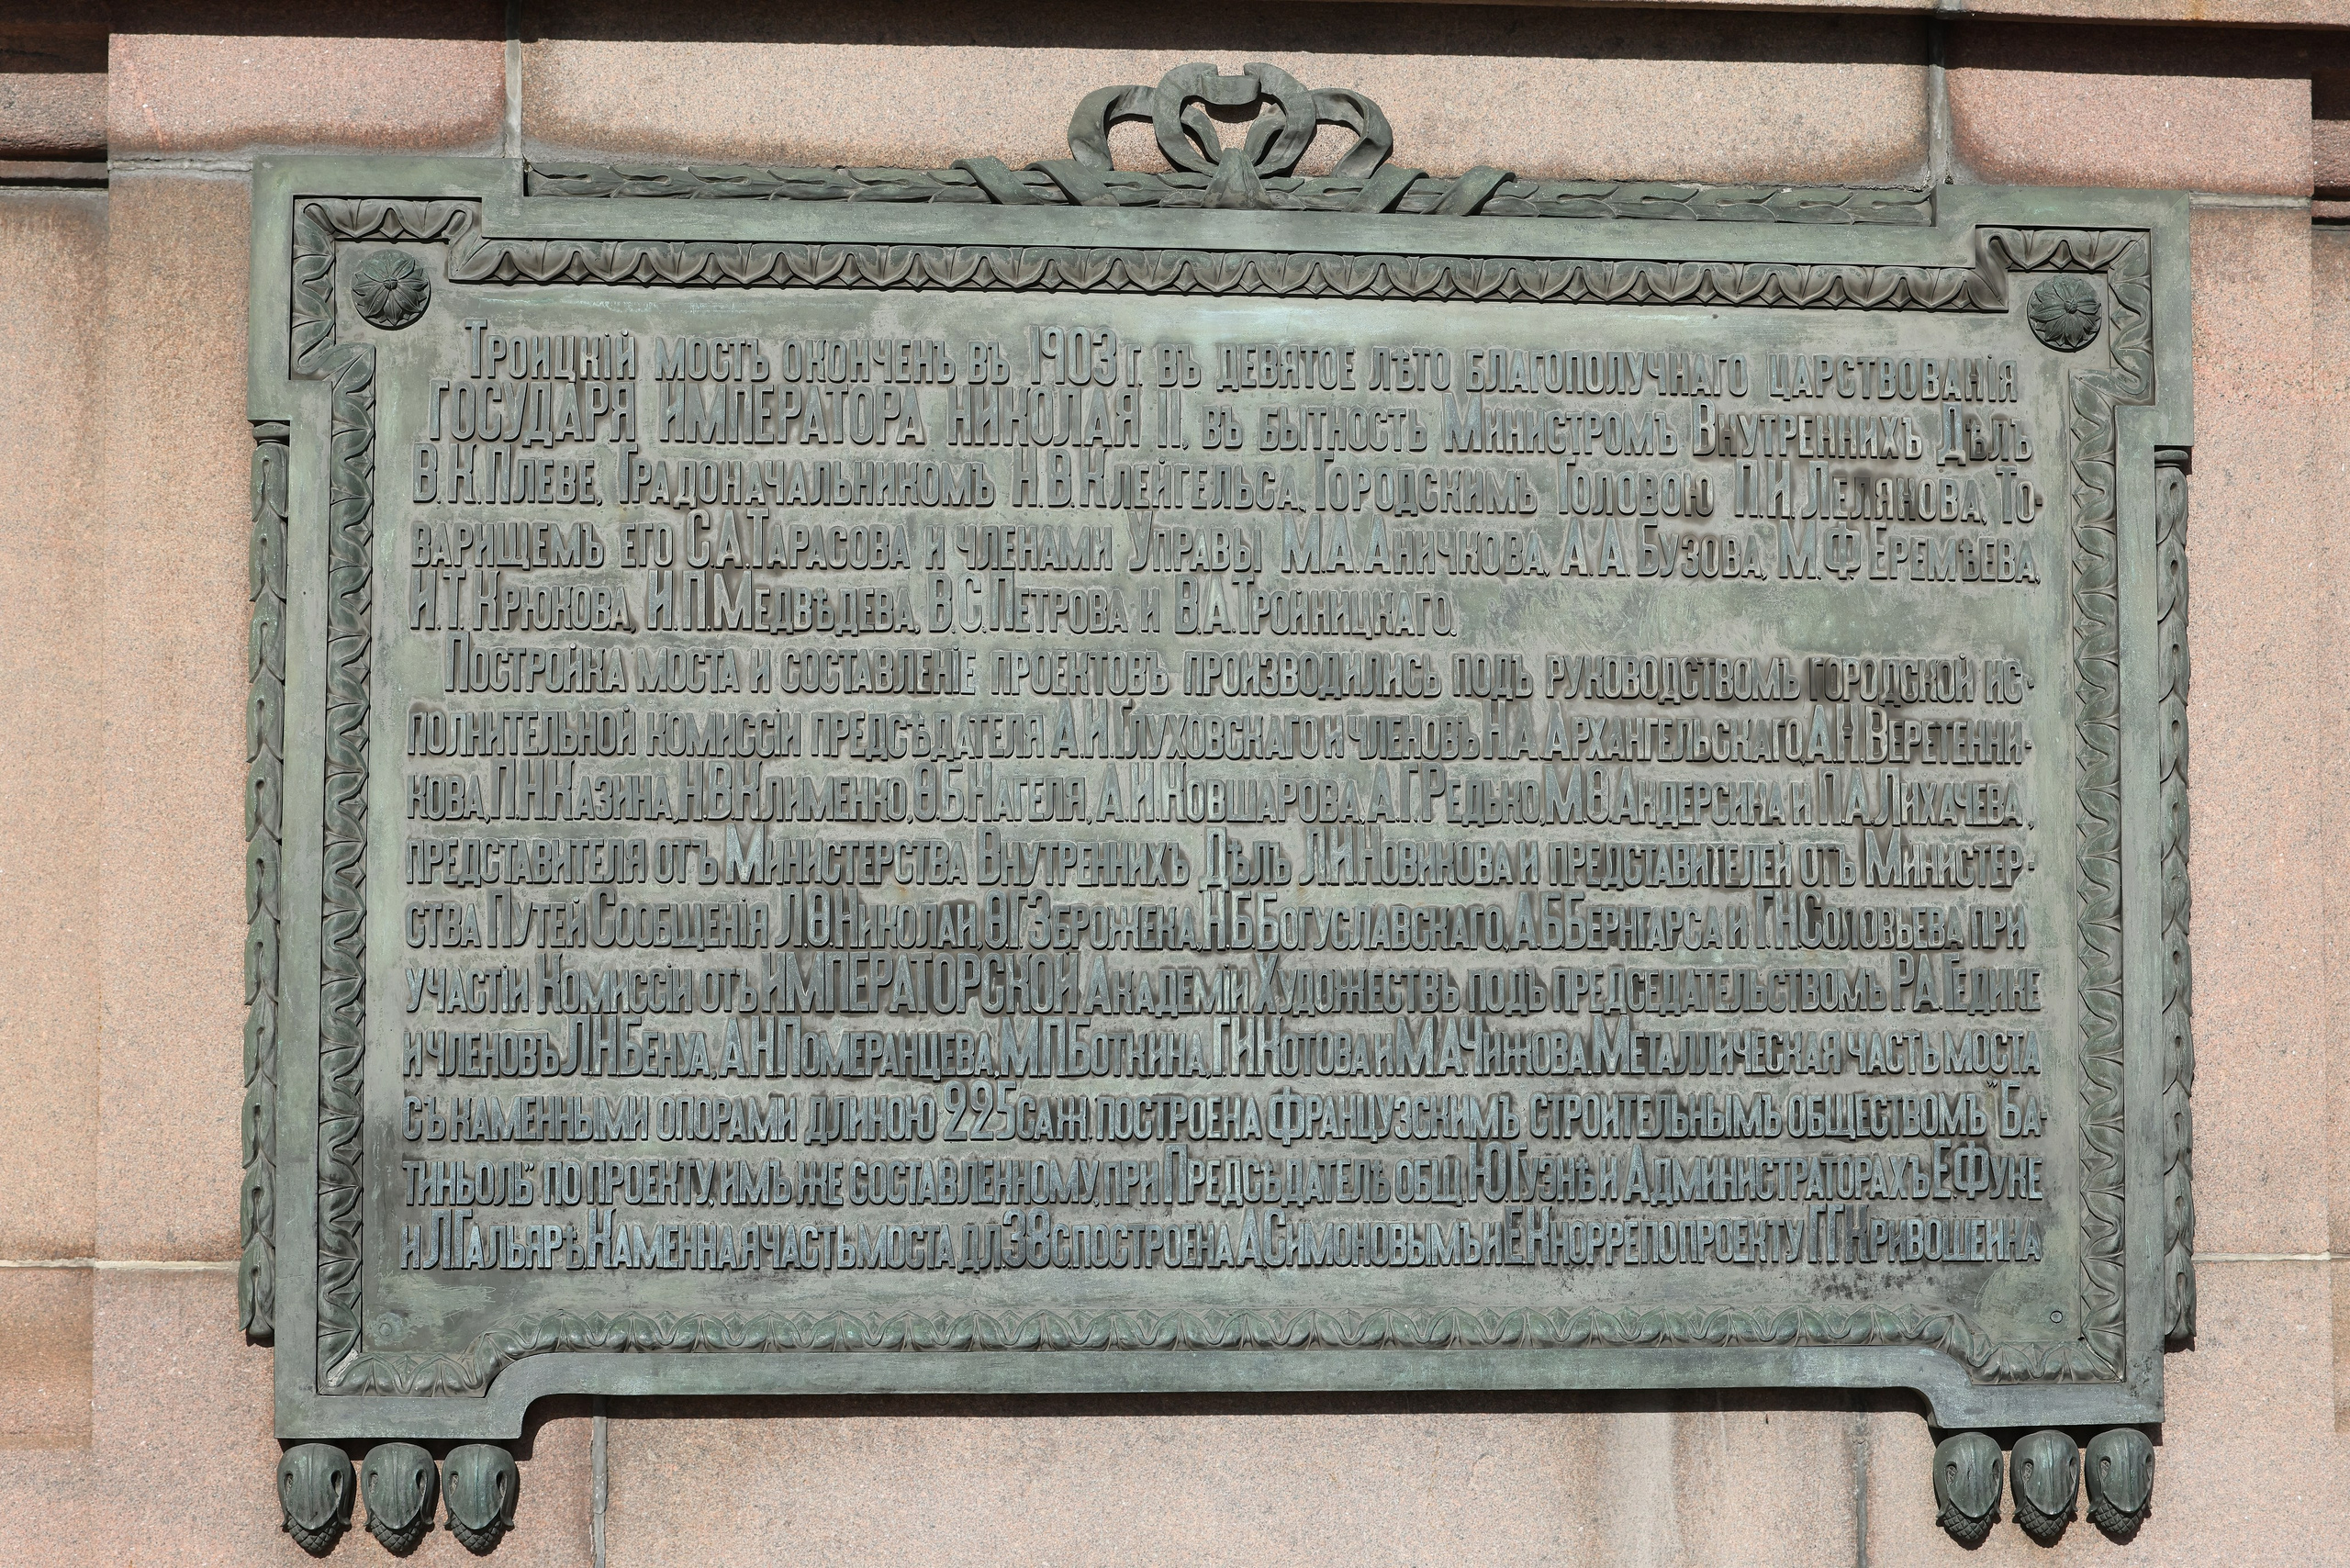 Троицкій мостъ оконченъ въ 1903 г. въ девятое лѣто благополучнаго царствованія
ГОСУДАРЯ ИМПЕРАТОРА НИКОЛАЯ II, въ бытность Министромъ Внутреннихъ Дѣлъ
В. К. Плеве, Градоначальникомъ Н. В. Клейгельса, Городскимъ Головою П. И. Лелянова, То-
варищемъ его С. А. Тарасова и членами Управы М. А. Аничкова, А. А. Бузова, М. Ф. Еремѣева,
И. Т. Крюкова, И. П. Медвѣдева, В. С. Петрова и В. А. Тройницкаго.
Постройка моста и составленіе проектовъ производились подъ руководствомъ городской ис-
полнительной комиссіи предсѣдателя А. И. Глуховскаго и членовъ Н. А. Архангельскаго, А. Н. Веретенни-
кова, П. Н. Казина, Н. В. Клименко, Ѳ. Б. Нагеля, А. И. Ковшарова, А. Г. Редько, М. Ѳ. Андерсина и П. А. Лихачева,
представителя отъ Министерства Внутреннихъ Дѣлъ Л. И. Новикова и представителей отъ Министер-
ства Путей Сообщенія Л. Ѳ. Николаи, Ѳ. Г. Зброжека, Н. Б. Богуславскаго, А. Б. Бернгарса и Г. Н. Соловьева при
участіи Комиссіи отъ ИМПЕРАТОРСКОЙ Академіи Художествъ подъ председательствомъ Р. А. Гедике
и членовъ Л. Н. Бенуа, А. Н. Померанцева, М. П. Боткина, Г. И. Котова и М. А. Чижова. Металлическая часть моста
съ каменными опорами длиною 225 саж. построена французскимъ строительнымъ обществомъ "Ба-
тиньоль" по проекту, имъ же составленному, при Предсѣдателѣ общ. Ю. Гуэнѣ и Администраторахъ Е. Фуке
и Л. Гальярѣ. Каменная часть моста дл. 38 с. построена А. Симоновымъ и Е. Кнорре по проекту Г. Г. Кривошеина